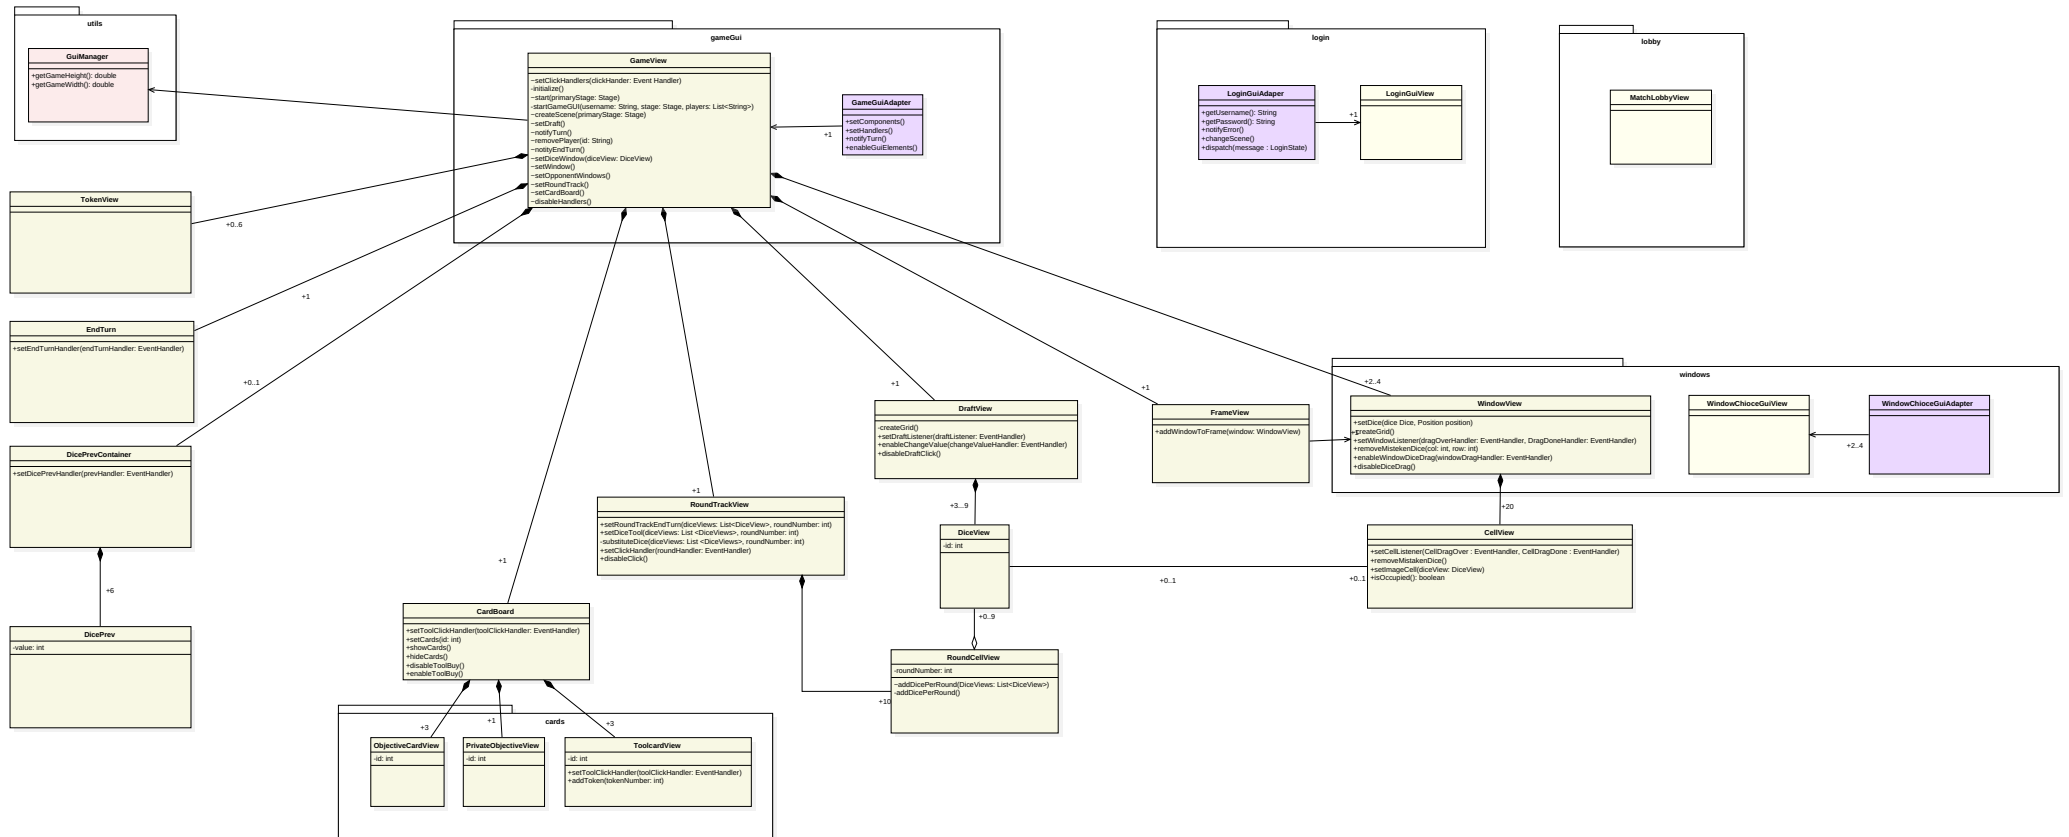 utils
GuiManager
+getGameHeight(): double
+getGameWidth(): double
gameGui
GameView
~setClickHandlers(clickHander: Event Handler)
-initialize()
~start(primaryStage: Stage)
-startGameGUI(username: String, stage: Stage, players: List<String>)
~createScene(primaryStage: Stage)
~setDraft()
~notifyTurn()
~removePlayer(id: String)
~notityEndTurn()
~setDiceWindow(diceView: DiceView)
~setWindow()
~setOpponentWindows()
~setRoundTrack()
~setCardBoard()
~disableHandlers()
GameGuiAdapter
+setComponents()
+setHandlers()
+notifyTurn()
+enableGuiElements()
+1
login
LoginGuiAdaper
+getUsername(): String
+getPassword(): String
+notifyError()
+changeScene()
+dispatch(message : LoginState)
+1
LoginGuiView
lobby
MatchLobbyView
TokenView
+0..6
EndTurn
+setEndTurnHandler(endTurnHandler: EventHandler)
+1
DicePrevContainer
+setDicePrevHandler(prevHandler: EventHandler)
+0..1
+6
DicePrev
-value: int
CardBoard
+setToolClickHandler(toolClickHandler: EventHandler)
+setCards(id: int)
+showCards()
+hideCards()
+disableToolBuy()
+enableToolBuy()
+1
+3
+1
+3
cards
ObjectiveCardView
-id: int
PrivateObjectiveView
-id: int
ToolcardView
-id: int
+setToolClickHandler(toolClickHandler: EventHandler)
+addToken(tokenNumber: int)
+1
RoundTrackView
+setRoundTrackEndTurn(diceViews: List<DiceView>, roundNumber: int)
+setDiceTool(diceViews: List <DiceViews>, roundNumber: int)
-substituteDice(diceViews: List <DiceViews>, roundNumber: int)
+setClickHandler(roundHandler: EventHandler)
+disableClick()
+10
+1
DraftView
-createGrid()
+setDraftListener(draftListener: EventHandler)
+enableChangeValue(changeValueHandler: EventHandler)
+disableDraftClick()
+3...9
DiceView
-id: int
+0..1
+0..1
+0..9
RoundCellView
-roundNumber: int
~addDicePerRound(DiceViews: List<DiceView>)
-addDicePerRound()
+1
FrameView
+addWindowToFrame(window: WindowView)
+1
windows
+2..4
WindowView
+setDice(dice Dice, Position position)
-createGrid()
+setWindowListener(dragOverHandler: EventHandler, DragDoneHandler: EventHandler)
+removeMistekenDice(col: int, row: int)
+enableWindowDiceDrag(windowDragHandler: EventHandler)
+disableDiceDrag()
WindowChioceGuiView
+2..4
WindowChioceGuiAdapter
+20
CellView
+setCellListener(CellDragOver : EventHandler, CellDragDone : EventHandler)
+removeMistakenDice()
+setImageCell(diceView: DiceView)
+isOccupied(): boolean